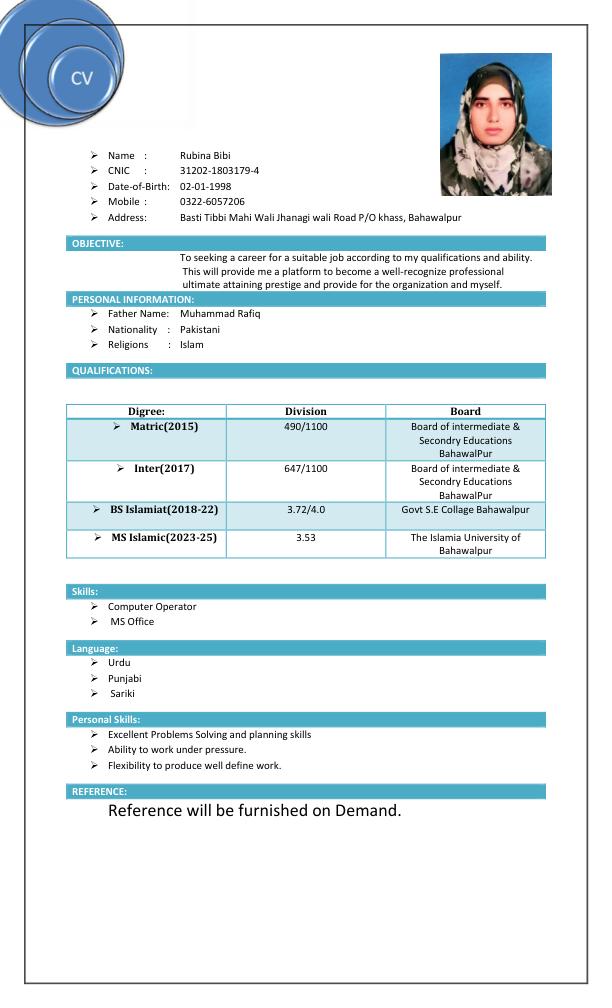 CV
Name : Rubina Bibi
CNIC : 31202-1803179-4
Date-of-Birth: 02-01-1998
Mobile : 0322-6057206
Address: Basti Tibbi Mahi Wali Jhanagi wali Road P/O khass, Bahawalpur
OBJECTIVE:
To seeking a career for a suitable job according to my qualifications and ability.
This will provide me a platform to become a well-recognize professional
ultimate attaining prestige and provide for the organization and myself.
PERSONAL INFORMATION:
Father Name: Muhammad Rafiq
Nationality : Pakistani
Religions : Islam
QUALIFICATIONS:
Digree: Division Board
Matric(2015) 490/1100 Board of intermediate &
Secondry Educations
BahawalPur
Inter(2017) 647/1100 Board of intermediate &
Secondry Educations
BahawalPur
BS Islamiat(2018-22) 3.72/4.0 Govt S.E Collage Bahawalpur
MS Islamic(2023-25) 3.53 The Islamia University of
Bahawalpur
Skills:
Computer Operator
MS Office
Language:
Urdu
Punjabi
Sariki
Personal Skills:
Excellent Problems Solving and planning skills
Ability to work under pressure.
Flexibility to produce well define work.
REFERENCE:
Reference will be furnished on Demand.